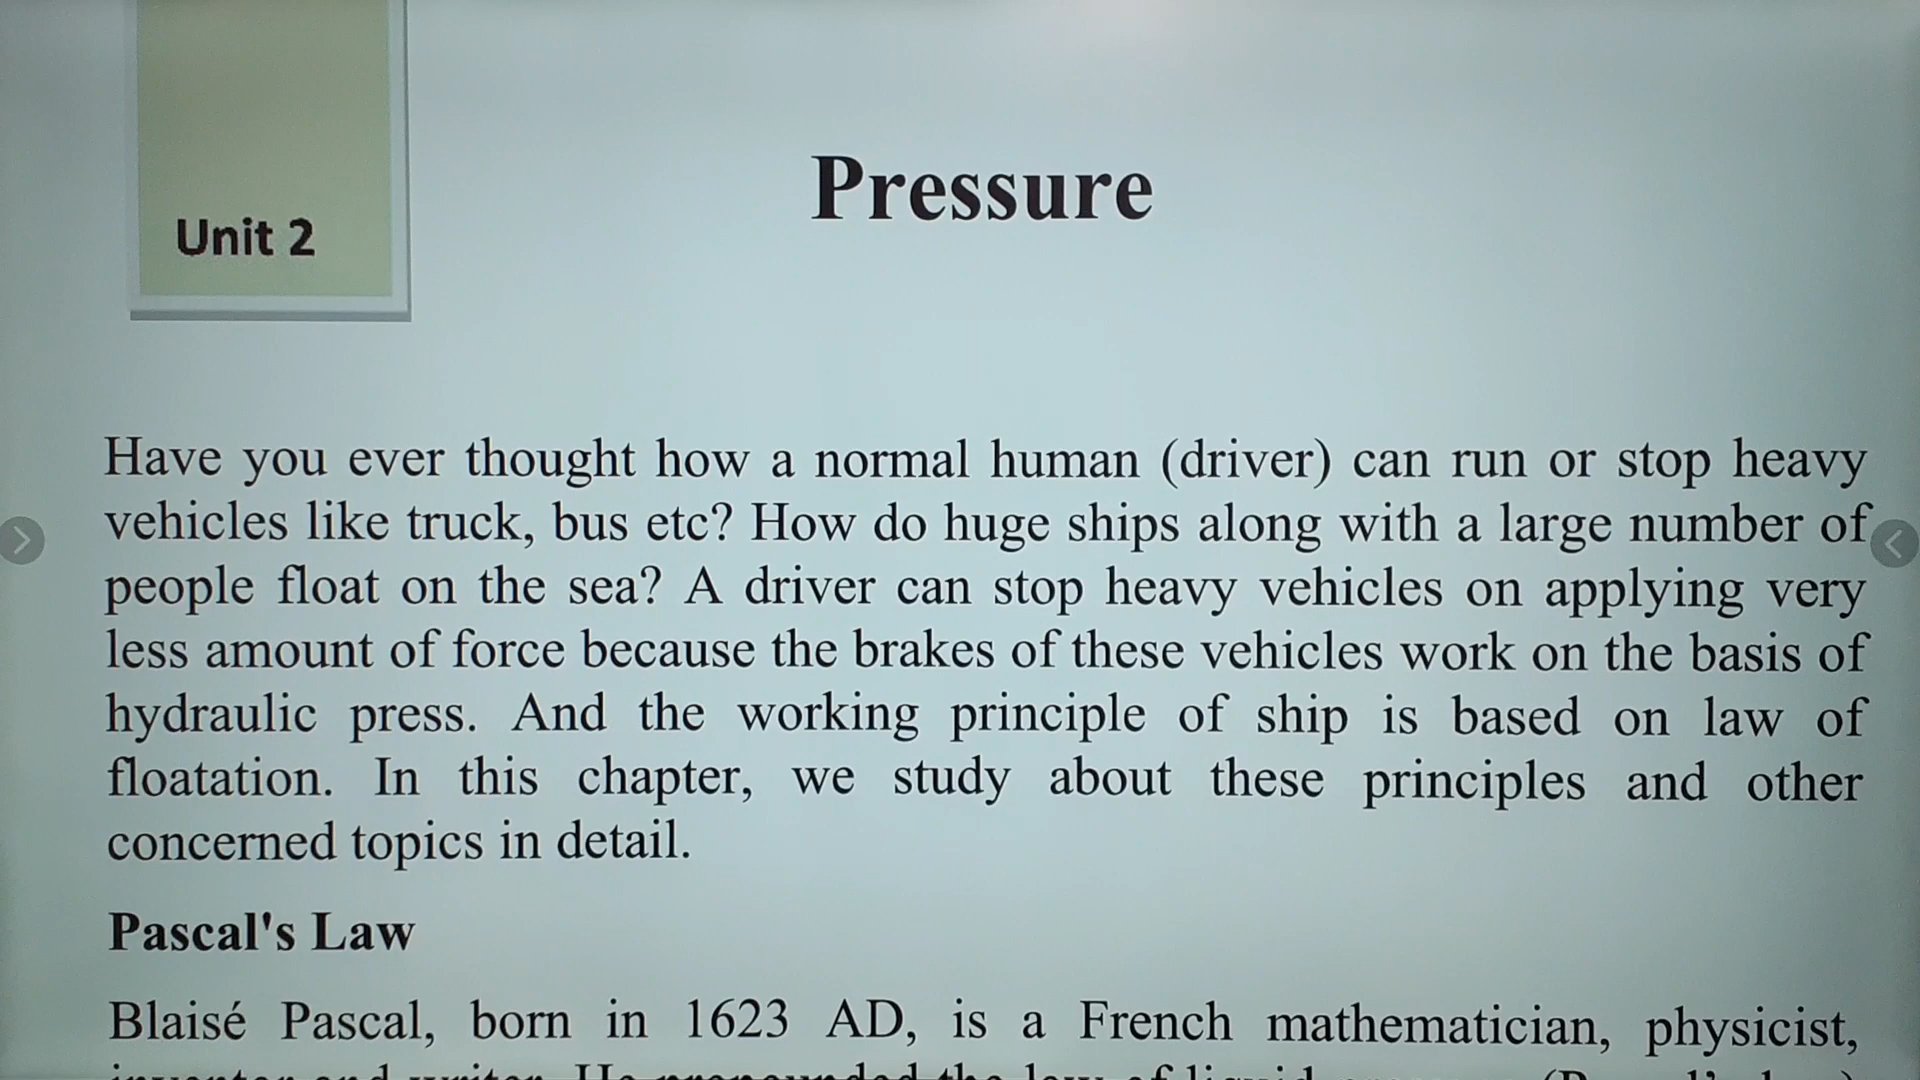 Unit 2
Pressure
Have you ever thought how a normal human (driver) can run or stop heavy
vehicles like truck, bus etc? How do huge ships along with a large number of
people float on the sea? A driver can stop heavy vehicles on applying very
less amount of force because the brakes of these vehicles work on the basis of
hydraulic press. And the working principle of ship is based on law of
floatation. In this chapter, we study about these principles and other
concerned topics in detail.
Pascal's Law
Blaisé Pascal, born in 1623 AD, is a French mathematician, physicist,